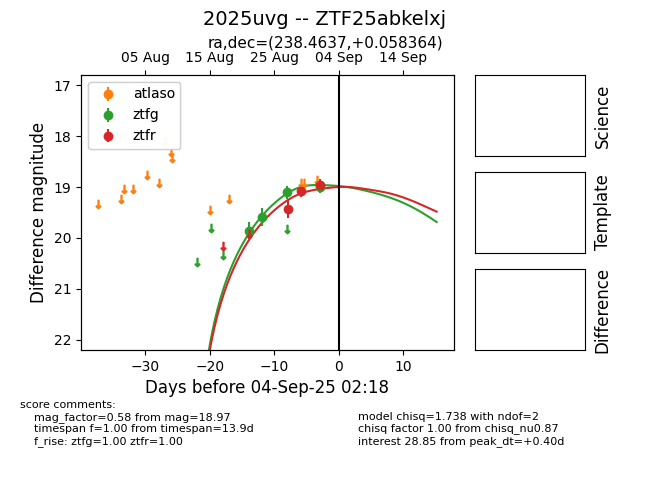 2025uvg -- ZTF25abkelxj
ra,dec=(238.4637,+0.058364)
05 Aug 15 Aug 25 Aug 04 Sep 14 Sep
atlaso
ztfg
ztfr
17
18
19
20
21
22
Difference magnitude
−30 −20 −10 0 10
Days before 04-Sep-25 02:18
Science
Template
Difference
score comments:
mag_factor=0.58 from mag=18.97
timespan f=1.00 from timespan=13.9d
f_rise: ztfg=1.00 ztfr=1.00
model chisq=1.738 with ndof=2
chisq factor 1.00 from chisq_nu0.87
interest 28.85 from peak_dt=+0.40d